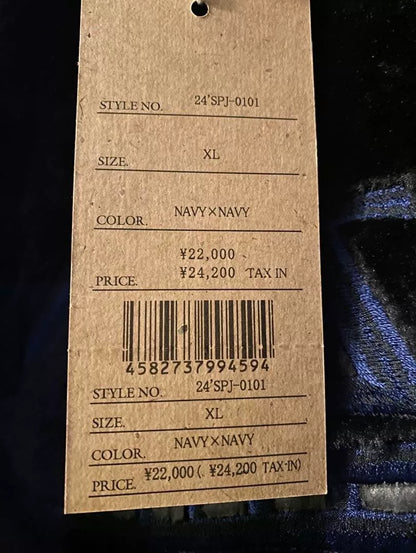 STYLE NO. 24'SPJ-0101
SIZE. XL
COLOR. NAVY×NAVY
¥22,000
PRICE. ¥24,200 TAX IN
4582737994594
STYLE NO. 24'SPJ-0101
SIZE. XL
COLOR. NAVY×NAVY
PRICE. ¥22,000(. ¥24,200 TAX-IN)